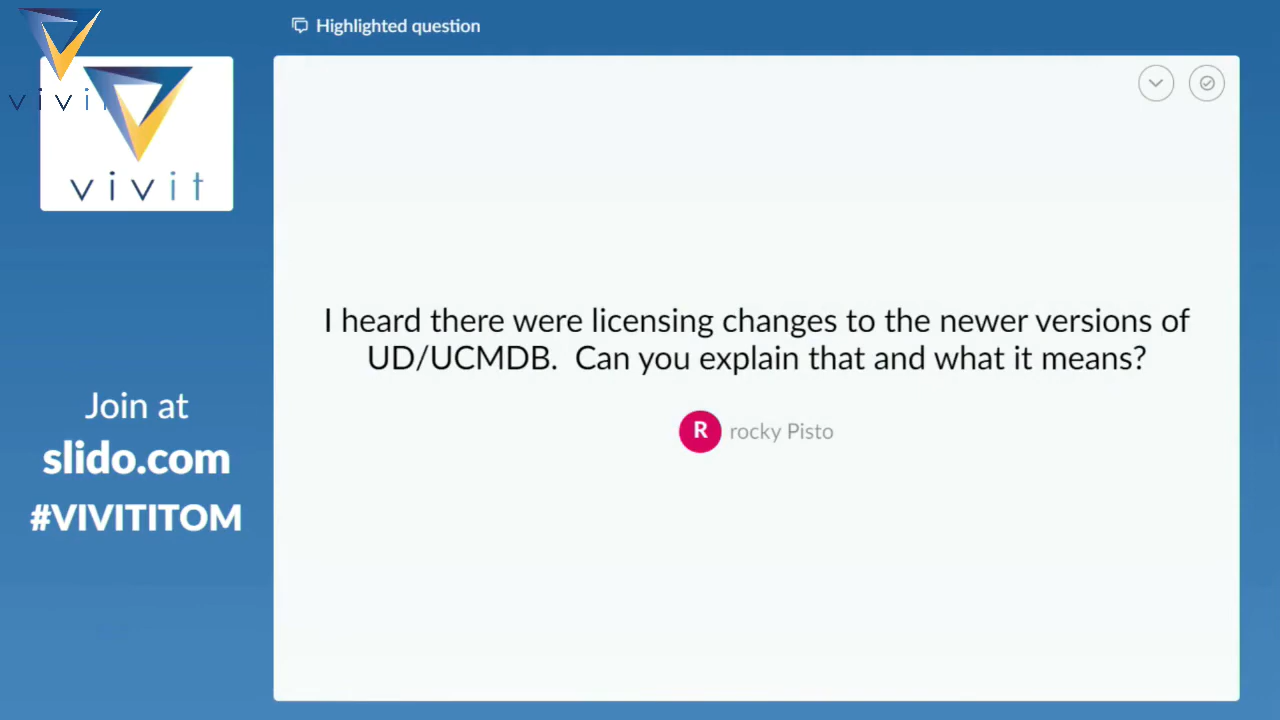 Highlighted question
vivit
vivit
I heard there were licensing changes to the newer versions of
UD/UCMDB.  Can you explain that and what it means?
R rocky Pisto
Join at
slido.com
#VIVITITOM